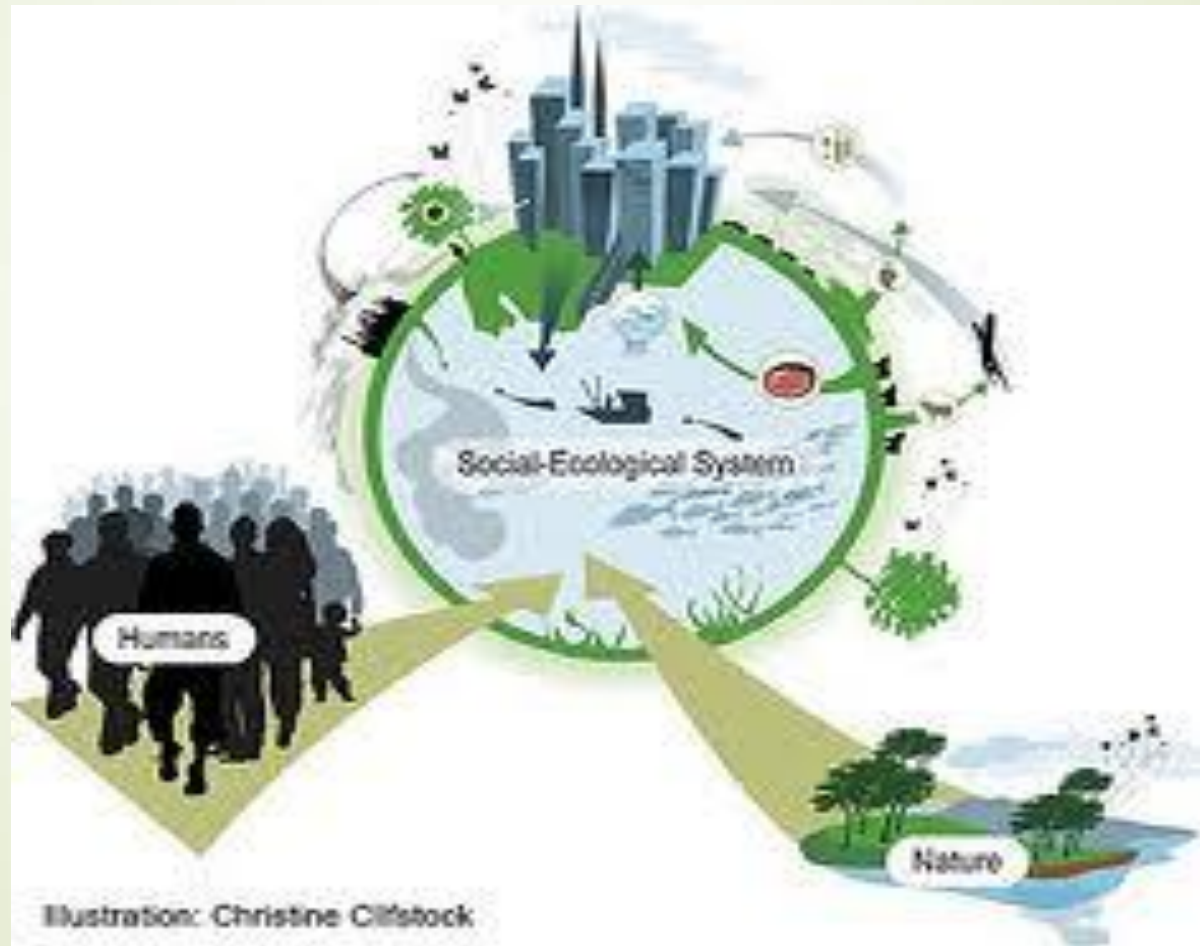 Social-Ecological System
Humans
Nature
Illustration: Christine Clifstock